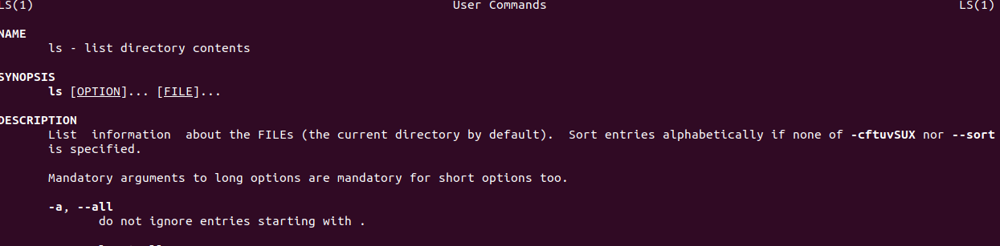 LS(1) User Commands LS(1)
NAME
ls - list directory contents
SYNOPSIS
ls [OPTION]... [FILE]...
DESCRIPTION
List information about the FILEs (the current directory by default). Sort entries alphabetically if none of -cftuvSUX nor --sort
is specified.
Mandatory arguments to long options are mandatory for short options too.
-a, --all
do not ignore entries starting with .